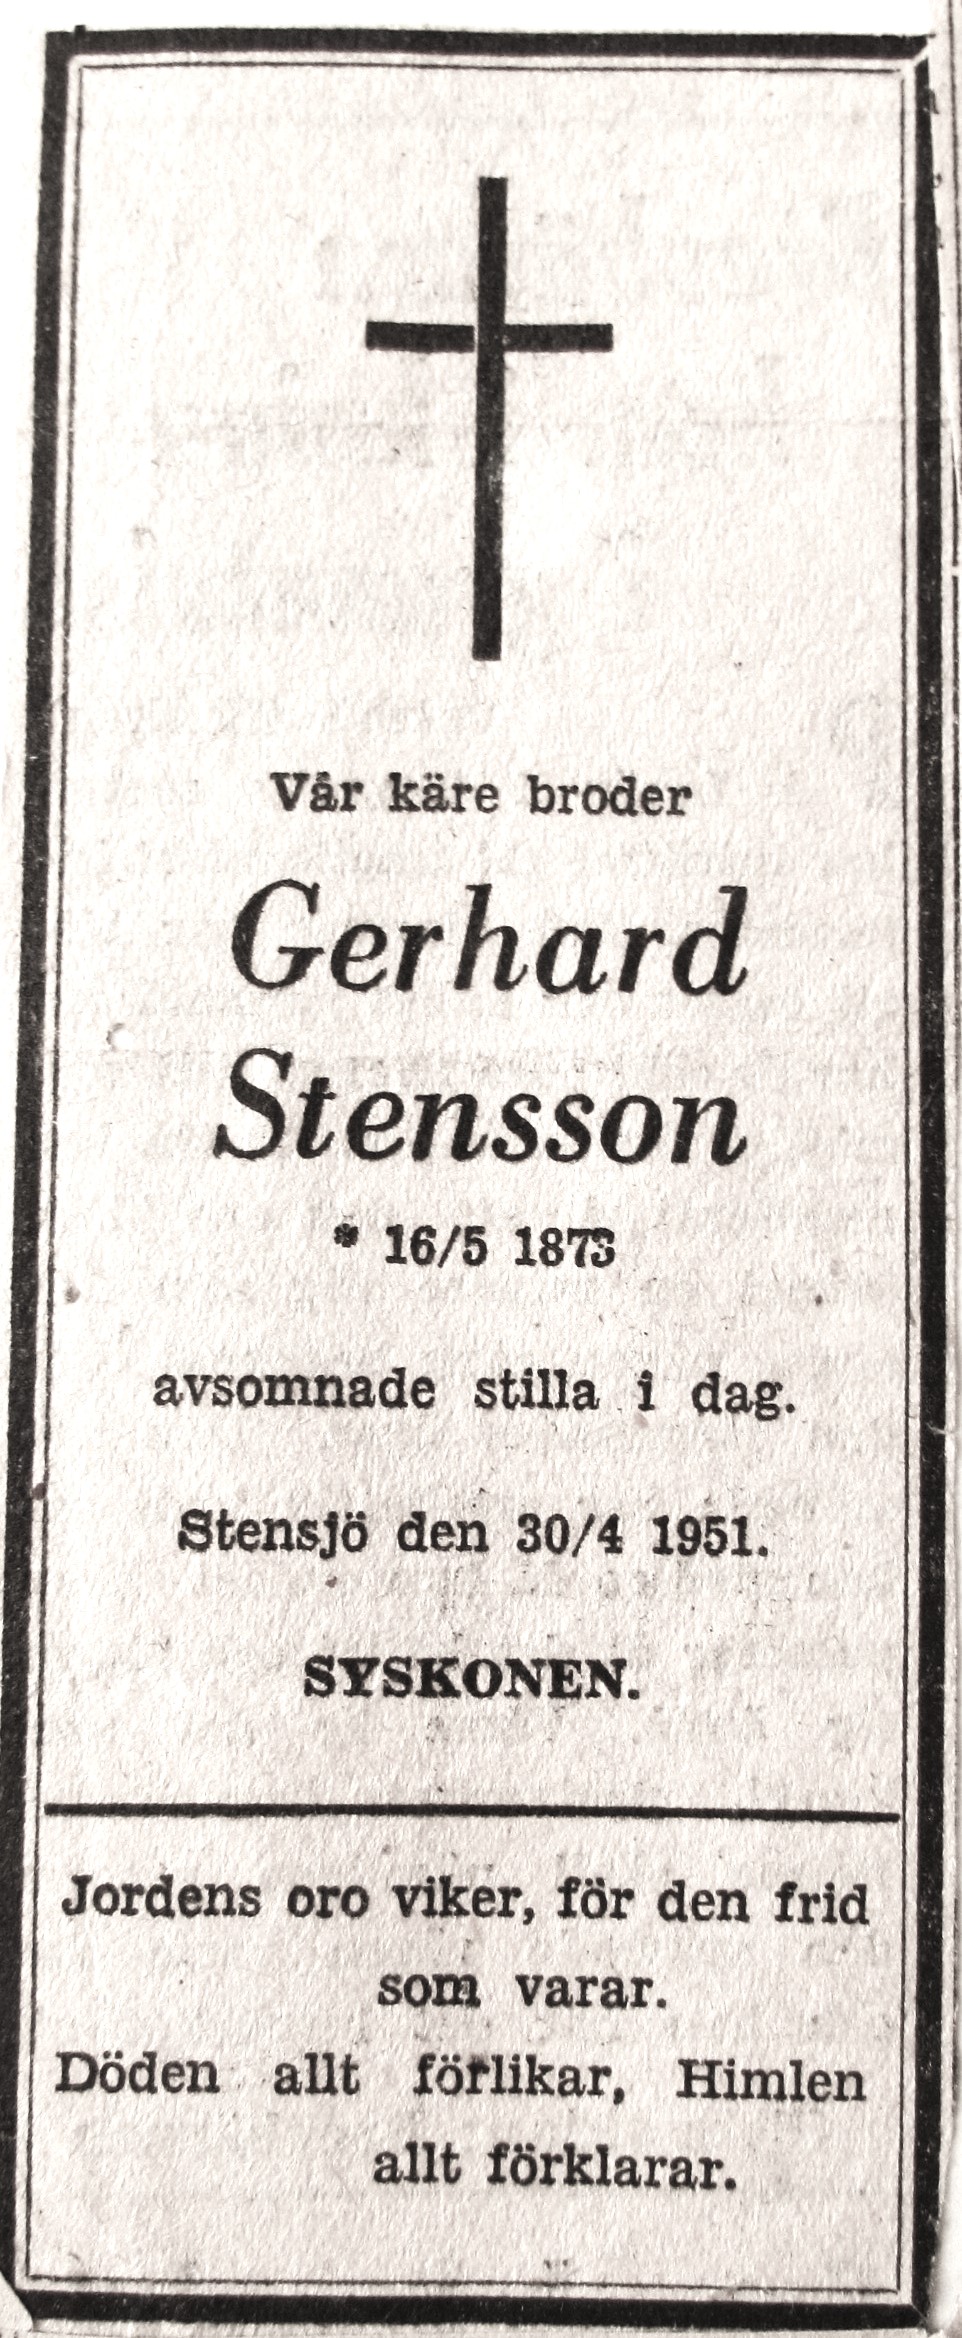 Vår käre broder
Gerhard
Stensson
* 16/5 1873
avsomnade stilla i dag.
Stensjö den 30/4 1951.
SYSKONEN.
Jordens oro viker, för den frid
som varar.
Döden allt förlikar, Himlen
allt förklarar.